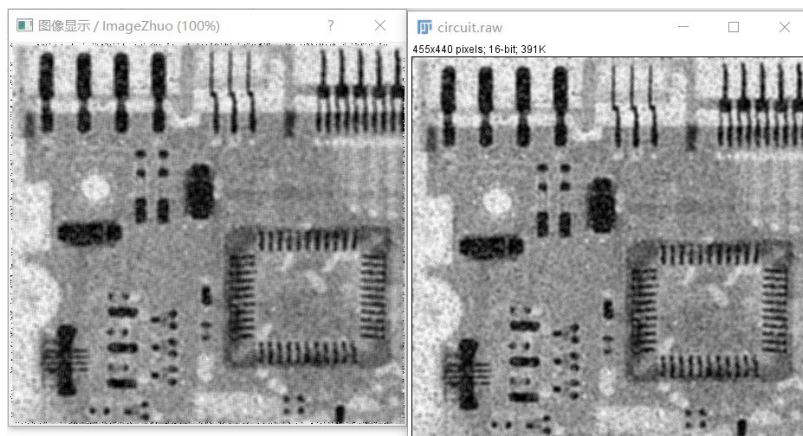 图像显示 / ImageZhuo (100%)
circuit.raw
455x440 pixels; 16-bit; 391K